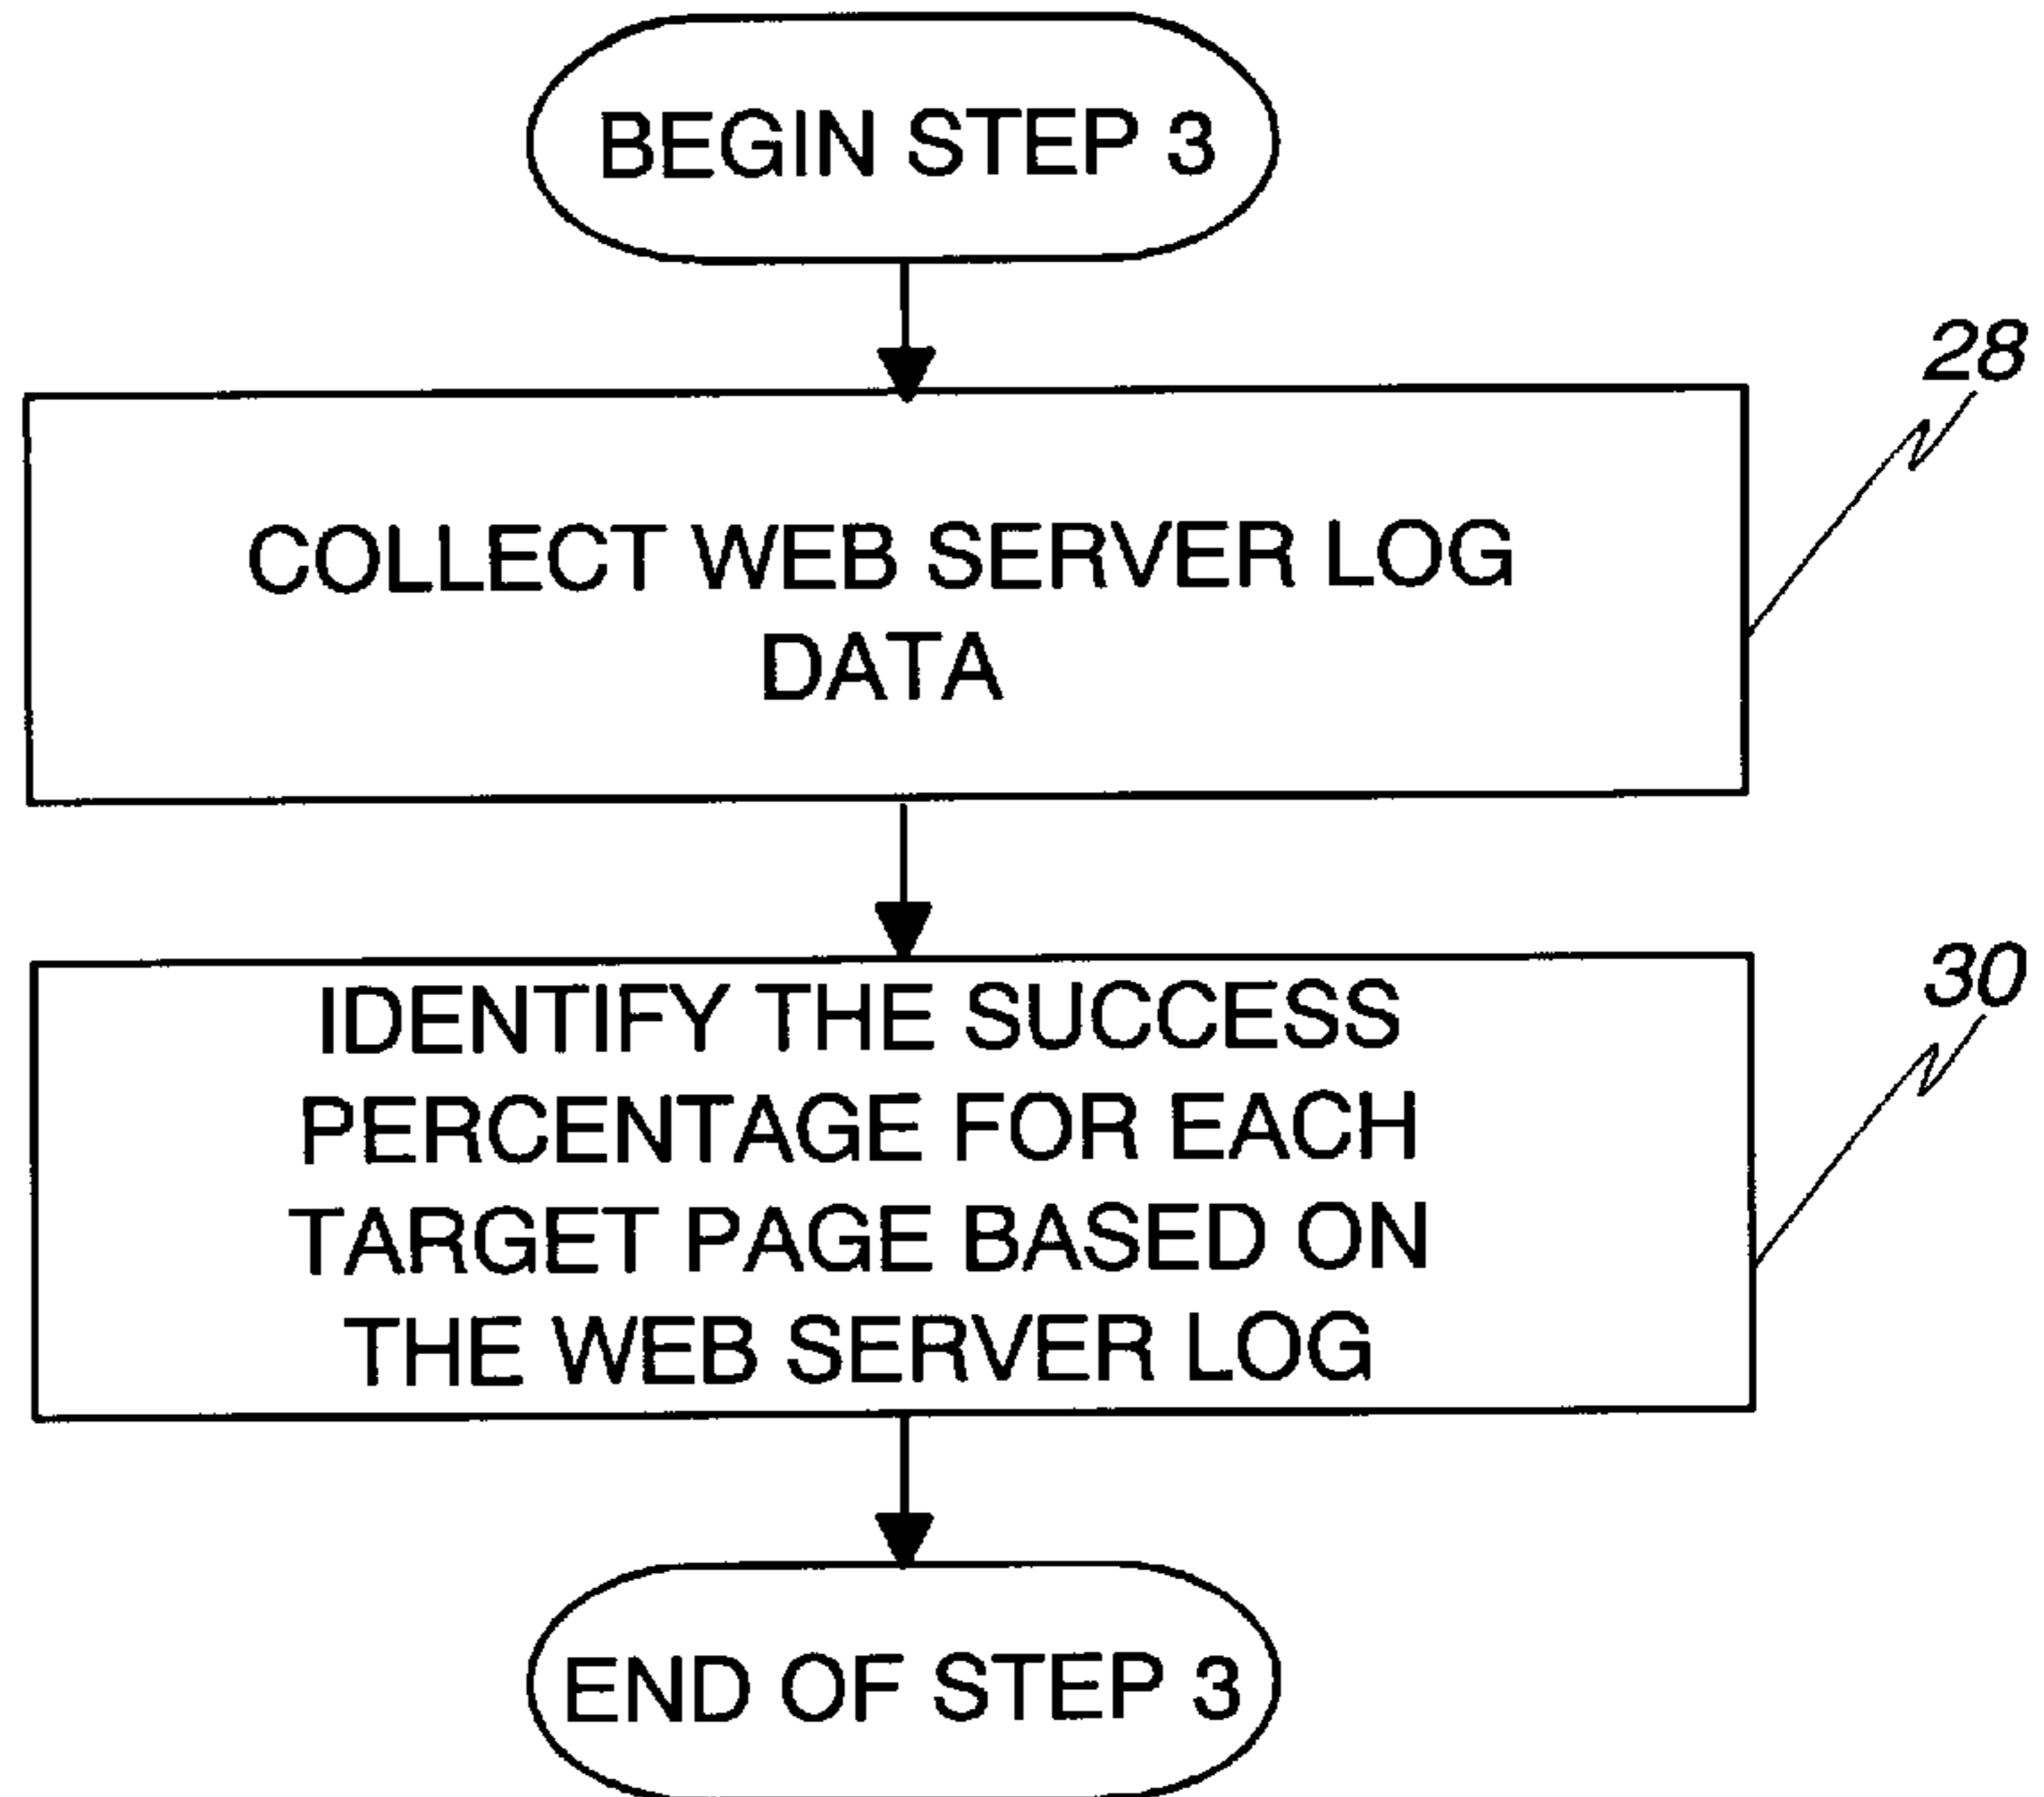 BEGIN STEP 3
28
COLLECT WEB SERVER LOG
DATA
30
IDENTIFY THE SUCCESS
PERCENTAGE FOR EACH
TARGET PAGE BASED ON
THE WEB SERVER LOG
END OF STEP 3